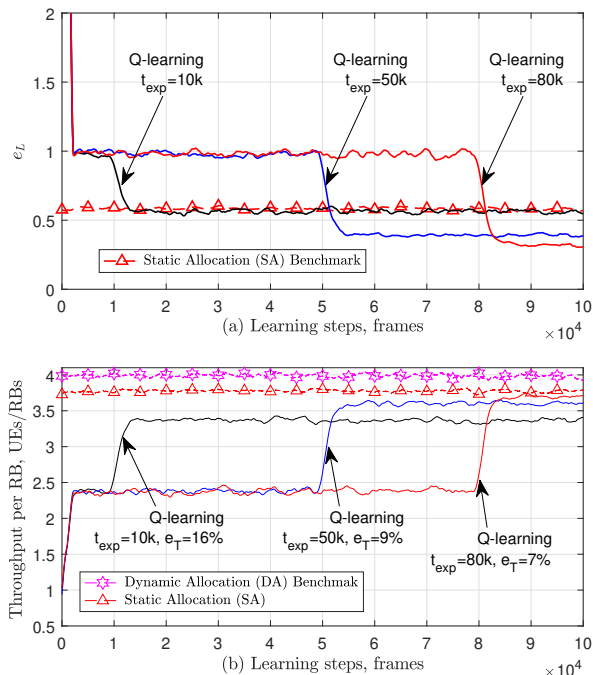 2
1.5
1
0.5
0
e_L
Q-learning
t_exp=10k
Q-learning
t_exp=50k
Q-learning
t_exp=80k
Static Allocation (SA) Benchmark
0 1 2 3 4 5 6 7 8 9 10
(a) Learning steps, frames
×10^4
4
3.5
3
2.5
2
1.5
1
0.5
Throughput per RB, UEs/RBs
Q-learning
t_exp=10k, e_T=16%
Q-learning
t_exp=50k, e_T=9%
Q-learning
t_exp=80k, e_T=7%
Dynamic Allocation (DA) Benchmak
Static Allocation (SA)
0 1 2 3 4 5 6 7 8 9 10
(b) Learning steps, frames
×10^4